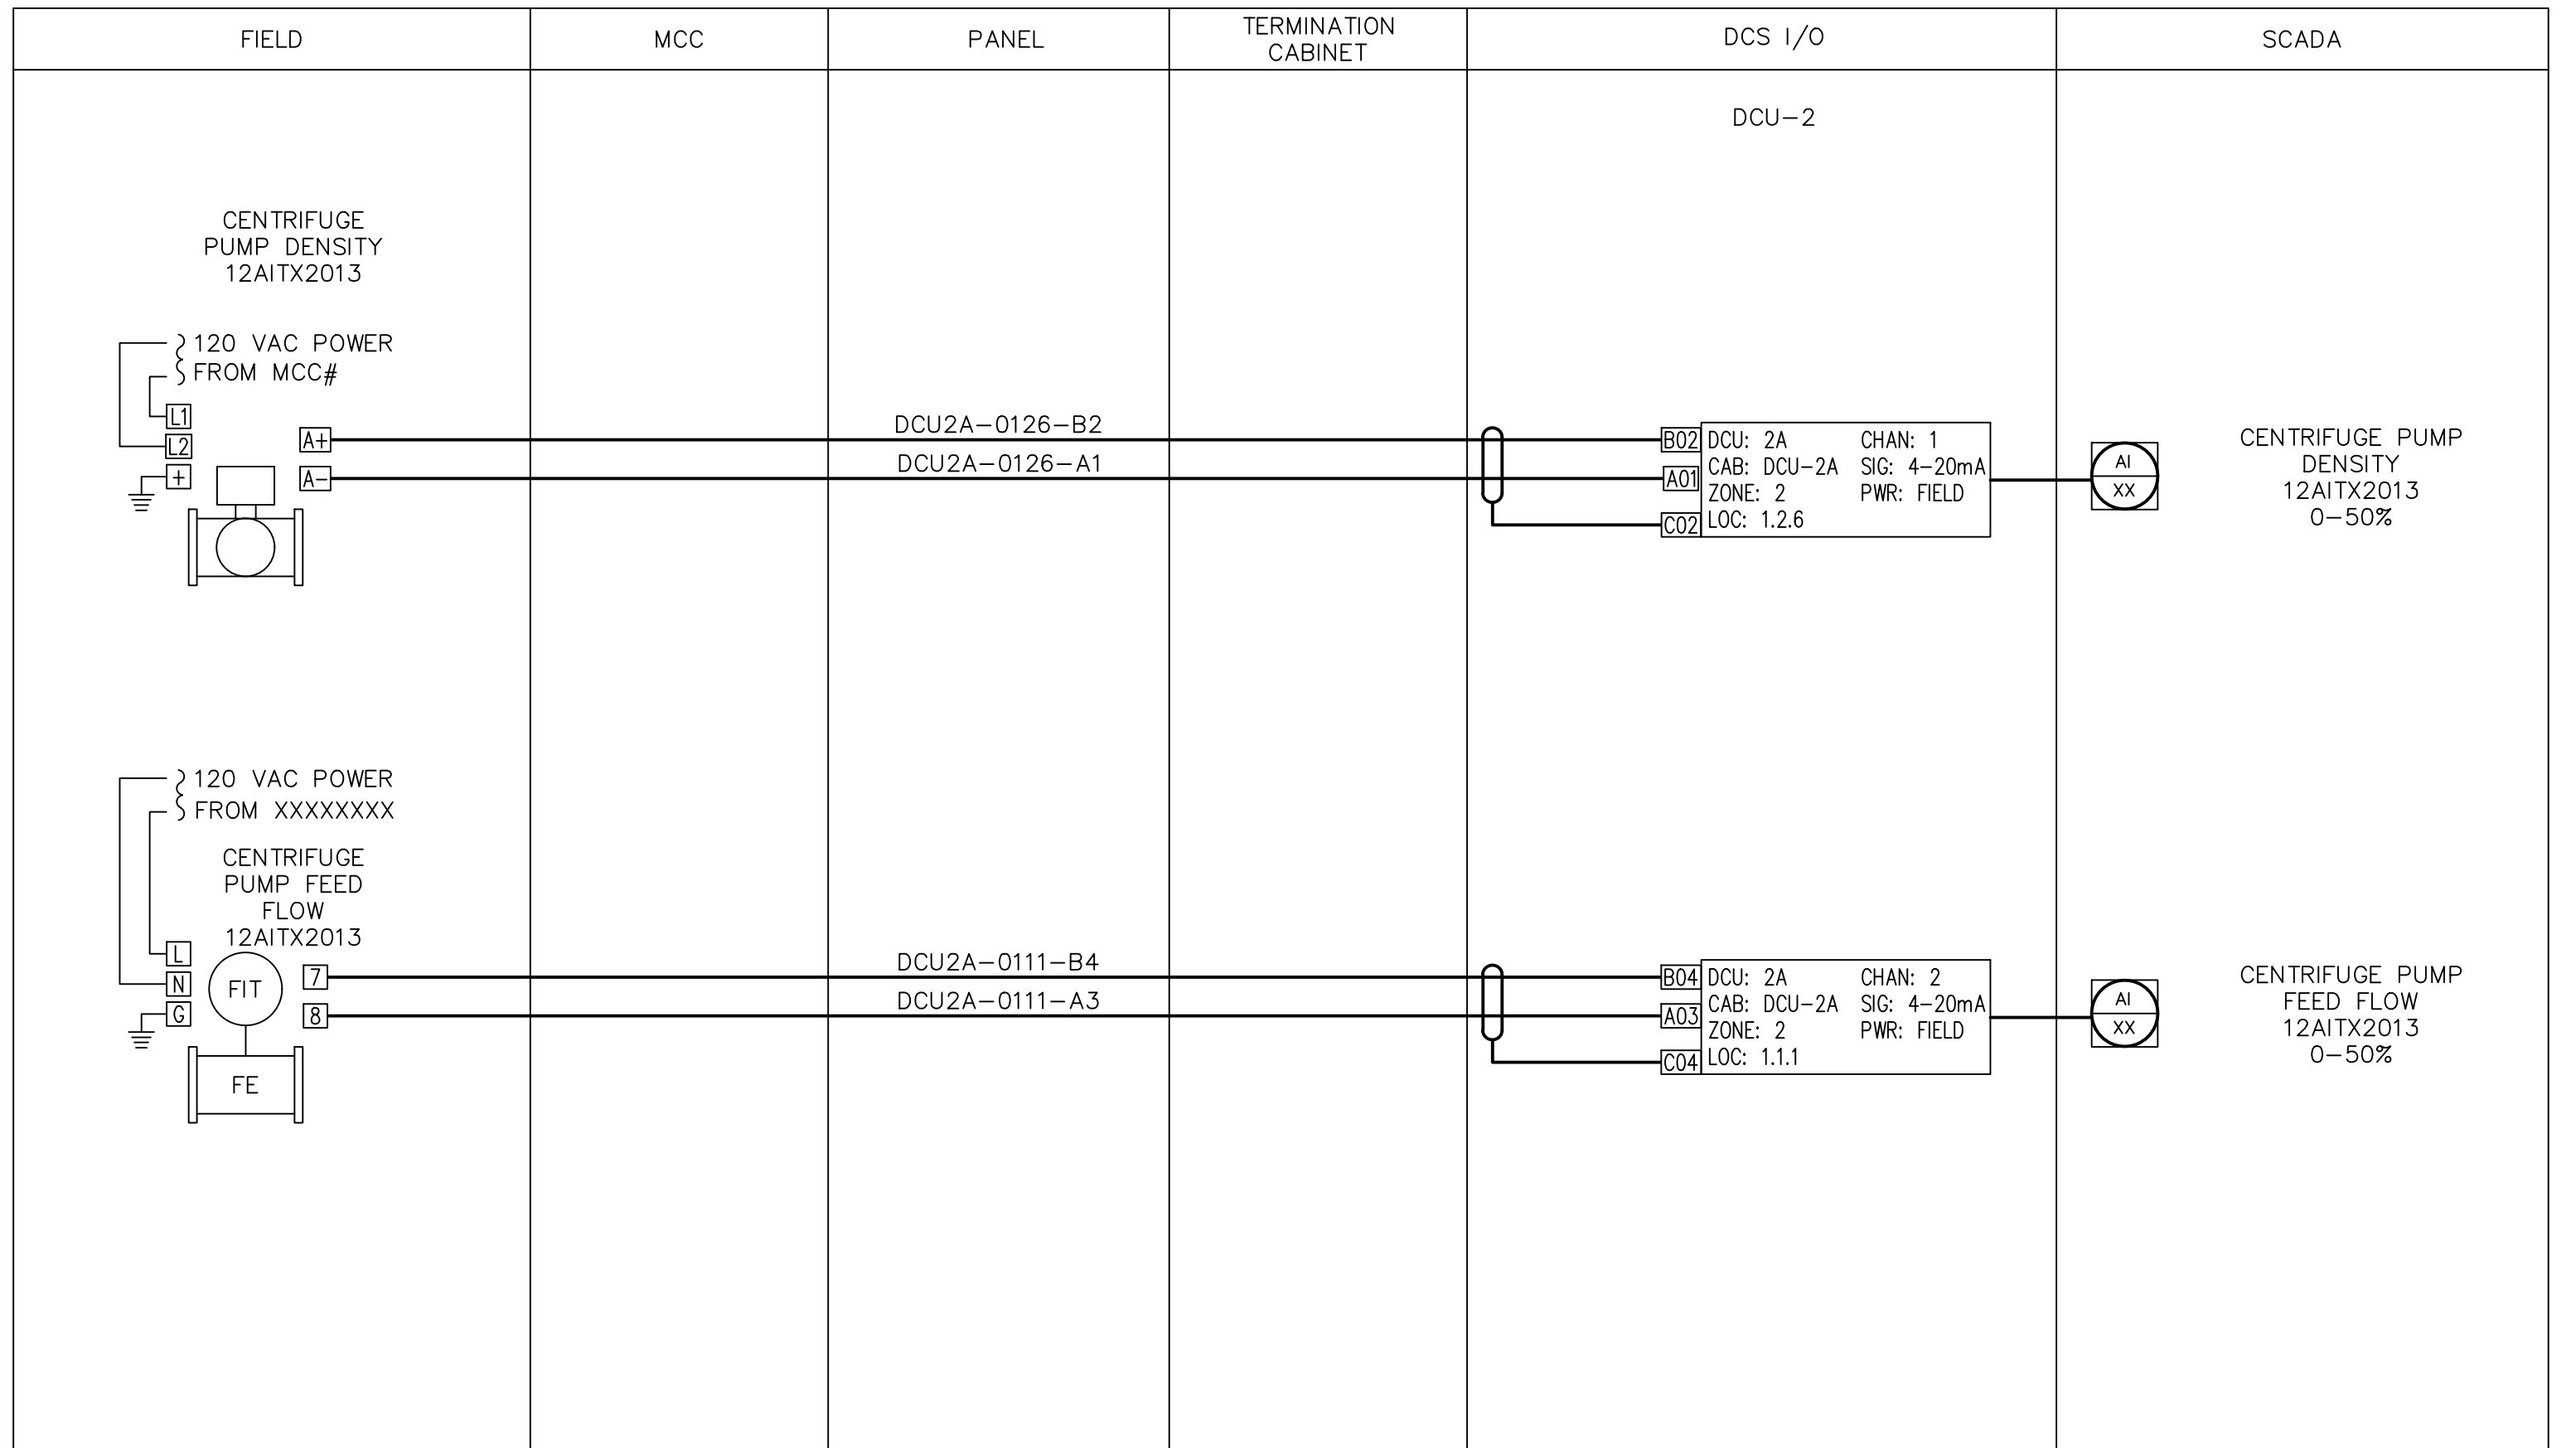 FIELD
MCC
PANEL
TERMINATION
CABINET
DCS I/O
SCADA
DCU-2
CENTRIFUGE
PUMP DENSITY
12AITX2013
120 VAC POWER
FROM MCC#
L1
L2
+
A+
A-
DCU2A-0126-B2
DCU2A-0126-A1
B02
A01
C02
DCU: 2A CHAN: 1
CAB: DCU-2A SIG: 4-20mA
ZONE: 2 PWR: FIELD
LOC: 1.2.6
AI
XX
CENTRIFUGE PUMP
DENSITY
12AITX2013
0-50%
120 VAC POWER
FROM XXXXXXXX
CENTRIFUGE
PUMP FEED
FLOW
12AITX2013
L
N
G
FIT
FE
7
8
DCU2A-0111-B4
DCU2A-0111-A3
B04
A03
C04
DCU: 2A CHAN: 2
CAB: DCU-2A SIG: 4-20mA
ZONE: 2 PWR: FIELD
LOC: 1.1.1
AI
XX
CENTRIFUGE PUMP
FEED FLOW
12AITX2013
0-50%